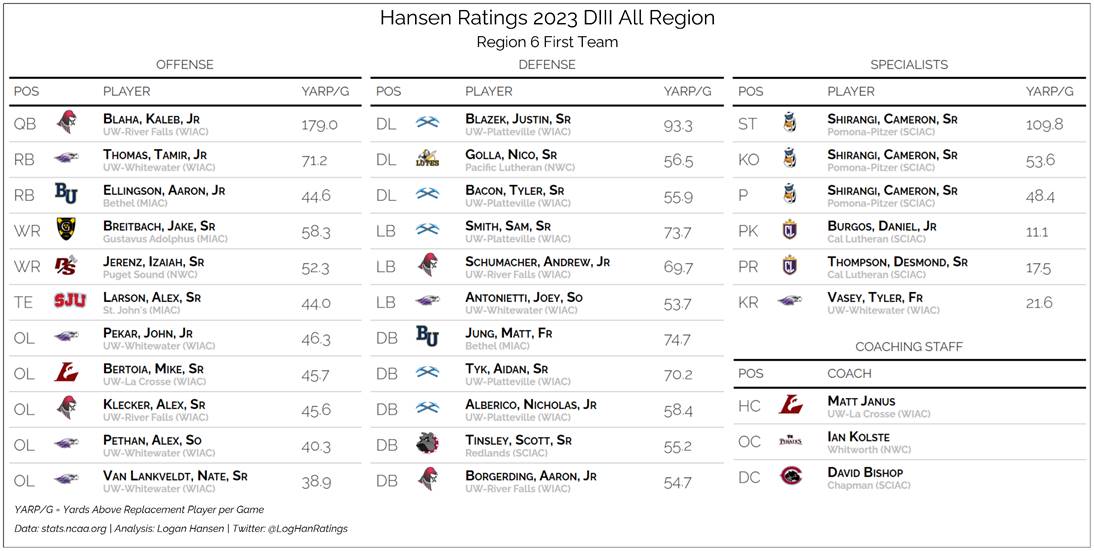 Hansen Ratings 2023 DIII All Region
Region 6 First Team
OFFENSE
POS PLAYER YARP/G
QB BLAHA, KALEB, JR 179.0
UW-River Falls (WIAC)
RB THOMAS, TAMIR, JR 71.2
UW-Whitewater (WIAC)
RB BU ELLINGSON, AARON, JR 44.6
Bethel (MIAC)
WR G BREITBACH, JAKE, SR 58.3
Gustavus Adolphus (MIAC)
WR PS JERENZ, IZAIAH, SR 52.3
Puget Sound (NWC)
TE SJU LARSON, ALEX, SR 44.0
St. John's (MIAC)
OL PEKAR, JOHN, JR 46.3
UW-Whitewater (WIAC)
OL L BERTOIA, MIKE, SR 45.7
UW-La Crosse (WIAC)
OL KLECKER, ALEX, SR 45.6
UW-River Falls (WIAC)
OL PETHAN, ALEX, SO 40.3
UW-Whitewater (WIAC)
OL VAN LANKVELDT, NATE, SR 38.9
UW-Whitewater (WIAC)
DEFENSE
POS PLAYER YARP/G
DL BLAZEK, JUSTIN, SR 93.3
UW-Platteville (WIAC)
DL LUTES GOLLA, NICO, SR 56.5
Pacific Lutheran (NWC)
DL BACON, TYLER, SR 55.9
UW-Platteville (WIAC)
LB SMITH, SAM, SR 73.7
UW-Platteville (WIAC)
LB SCHUMACHER, ANDREW, JR 69.7
UW-River Falls (WIAC)
LB ANTONIETTI, JOEY, SO 53.7
UW-Whitewater (WIAC)
DB BU JUNG, MATT, FR 74.7
Bethel (MIAC)
DB TYK, AIDAN, SR 70.2
UW-Platteville (WIAC)
DB ALBERICO, NICHOLAS, JR 58.4
UW-Platteville (WIAC)
DB TINSLEY, SCOTT, SR 55.2
Redlands (SCIAC)
DB BORGERDING, AARON, JR 54.7
UW-River Falls (WIAC)
SPECIALISTS
POS PLAYER YARP/G
ST SHIRANGI, CAMERON, SR 109.8
Pomona-Pitzer (SCIAC)
KO SHIRANGI, CAMERON, SR 53.6
Pomona-Pitzer (SCIAC)
P SHIRANGI, CAMERON, SR 48.4
Pomona-Pitzer (SCIAC)
PK CL BURGOS, DANIEL, JR 11.1
Cal Lutheran (SCIAC)
PR CL THOMPSON, DESMOND, SR 17.5
Cal Lutheran (SCIAC)
KR VASEY, TYLER, FR 21.6
UW-Whitewater (WIAC)
COACHING STAFF
POS COACH
HC L MATT JANUS
UW-La Crosse (WIAC)
OC PIRATES IAN KOLSTE
Whitworth (NWC)
DC C DAVID BISHOP
Chapman (SCIAC)
YARP/G = Yards Above Replacement Player per Game
Data: stats.ncaa.org | Analysis: Logan Hansen | Twitter: @LogHanRatings